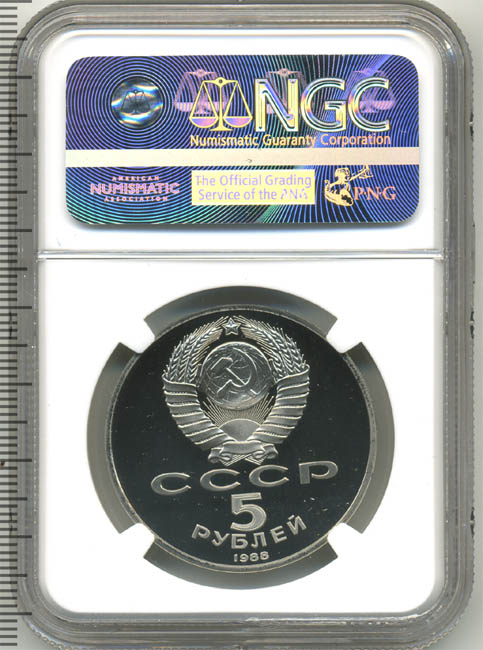 NGC
Numismatic Guaranty Corporation
AMERICAN
NUMISMATIC
ASSOCIATION
The Official Grading
Service of the PNG
PNG
СССР
5
РУБЛЕЙ
1988